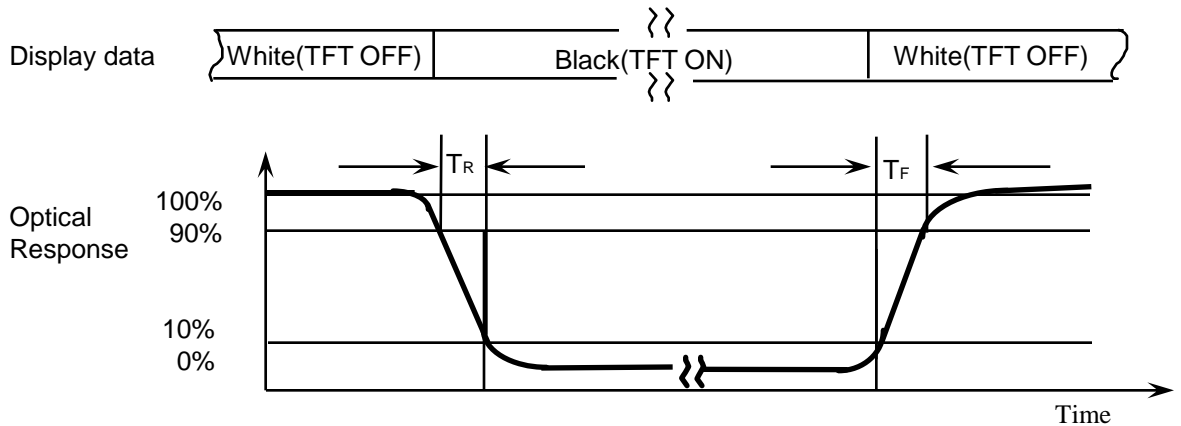 Display data
White(TFT OFF)
Black(TFT ON)
White(TFT OFF)
TR
TF
Optical
Response
100%
90%
10%
0%
Time